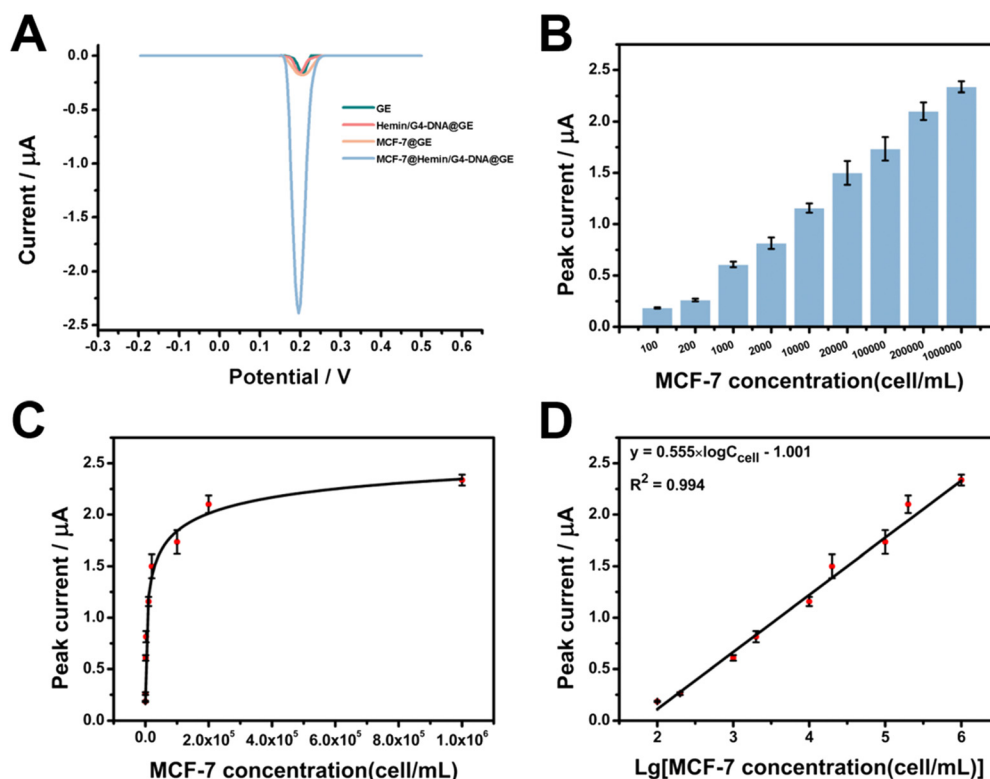 A
0.0
-0.5
-1.0
-1.5
-2.0
-2.5
Current / μA
-0.3 -0.2 -0.1 0.0 0.1 0.2 0.3 0.4 0.5 0.6
Potential / V
GE
Hemin/G4-DNA@GE
MCF-7@GE
MCF-7@Hemin/G4-DNA@GE
B
2.5
2.0
1.5
1.0
0.5
0.0
Peak current / μA
100 200 1000 2000 10000 20000 100000 200000 1000000
MCF-7 concentration(cell/mL)
C
2.5
2.0
1.5
1.0
0.5
0.0
Peak current / μA
0.0 2.0x10⁵ 4.0x10⁵ 6.0x10⁵ 8.0x10⁵ 1.0x10⁶
MCF-7 concentration(cell/mL)
D
y = 0.555×logC_cell - 1.001
R² = 0.994
2.5
2.0
1.5
1.0
0.5
0.0
Peak current / μA
2 3 4 5 6
Lg[MCF-7 concentration(cell/mL)]